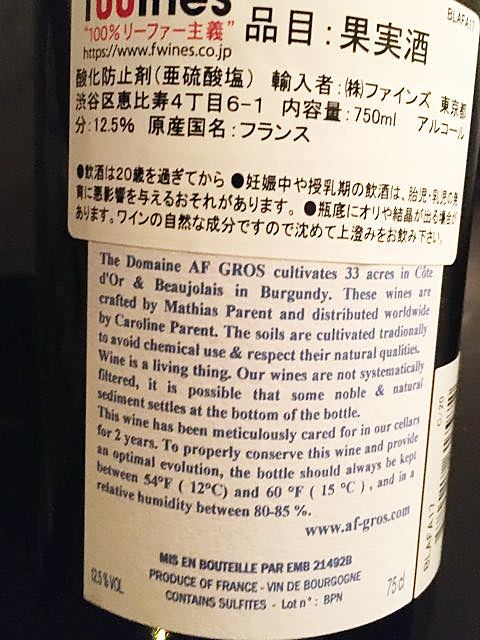 "100%リーファー主義"
https://www.fwines.co.jp
品目:果実酒
BLAFA17
酸化防止剤(亜硫酸塩) 輸入者:㈱ファインズ 東京都
渋谷区恵比寿4丁目6-1 内容量:750ml アルコール
分:12.5% 原産国名:フランス
●飲酒は20歳を過ぎてから ●妊娠中や授乳期の飲酒は、胎児・乳児の発
育に悪影響を与えるおそれがあります。 ●瓶底にオリや結晶が出る場合が
あります。ワインの自然な成分ですので沈めて上澄みをお飲み下さい。
The Domaine AF GROS cultivates 33 acres in Côte
d'Or & Beaujolais in Burgundy. These wines are
crafted by Mathias Parent and distributed worldwide
by Caroline Parent. The soils are cultivated tradionally
to avoid chemical use & respect their natural qualities.
Wine is a living thing. Our wines are not systematically
filtered, it is possible that some noble & natural
sediment settles at the bottom of the bottle.
This wine has been meticulously cared for in our cellars
for 2 years. To properly conserve this wine and provide
an optimal evolution, the bottle should always be kept
between 54°F ( 12°C) and 60 °F ( 15 °C ) , and in a
relative humidity between 80-85 %.
www.af-gros.com
MIS EN BOUTEILLE PAR EMB 21492B
PRODUCE OF FRANCE - VIN DE BOURGOGNE
CONTAINS SULFITES - Lot n° : BPN
12.5% VOL
75 cl
BLAFA17